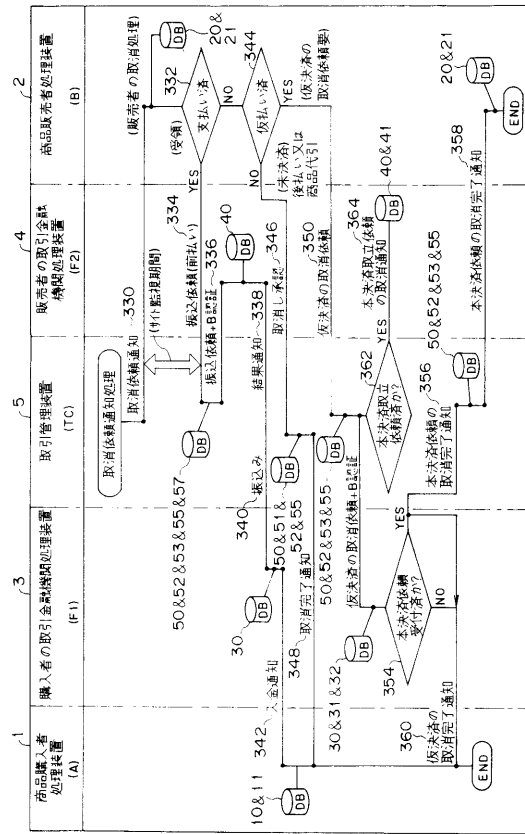 1
商品購入者
処理装置
(A)
3
購入者の取引金融機関処理装置
(F1)
5
取引管理装置
(TC)
4
販売者の取引金融
機関処理装置
(F2)
2
商品販売者処理装置
(B)
取消依頼通知処理
取消依頼通知
330
(サイト監視期間)
(販売者の取消処理)
DB
20&21
(受領)
332
支払い済
YES
NO
334
振込依頼(前払い)
50&52&53&55&57
DB
振込依頼+B認証
336
DB
40
338
結果通知
340
振込み
30
DB
342
入金通知
10&11
DB
344
仮払い済
NO
YES
(未決済)
後払い又は
商品代引
(仮決済の
取消依頼要)
346
取消し承認
50&51&
52&55
DB
348
取消完了通知
350
仮決済の取消依頼
50&52&53&55
DB
仮決済の取消依頼+B認証
30&31&32
DB
354
本決済依頼
受付済か?
YES
NO
362
本決済取立
依頼済か?
YES
364
本決済取立依頼
の取消通知
DB
40&41
356
本決済依頼の
取消完了通知
50&52&53&55
DB
358
本決済依頼の取消完了通知
20&21
DB
END
360
仮決済の
取消完了通知
END